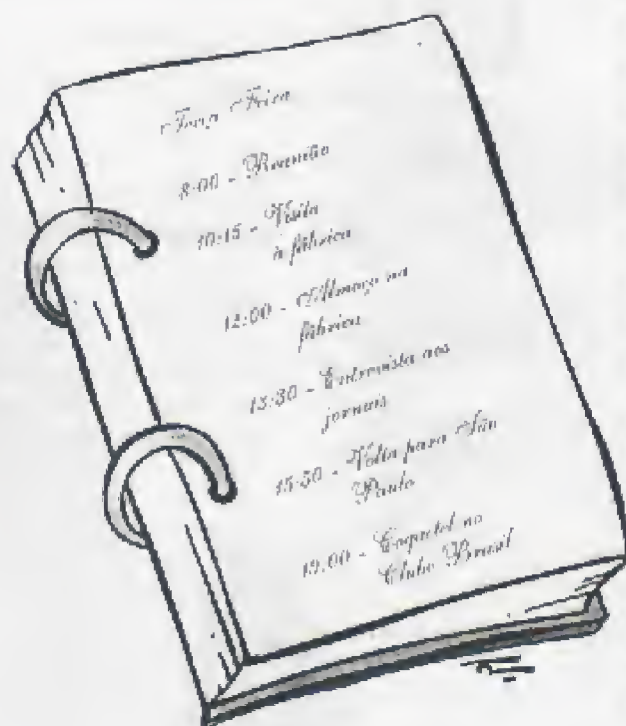 Terça Feira
8:00 - Reunião
10:15 - Visita
à fábrica
12:00 - Almoço na
fábrica
13:30 - Entrevista aos
jornais
15:30 - Volta para São
Paulo
19:00 - Coquetel no
Clube Brasil